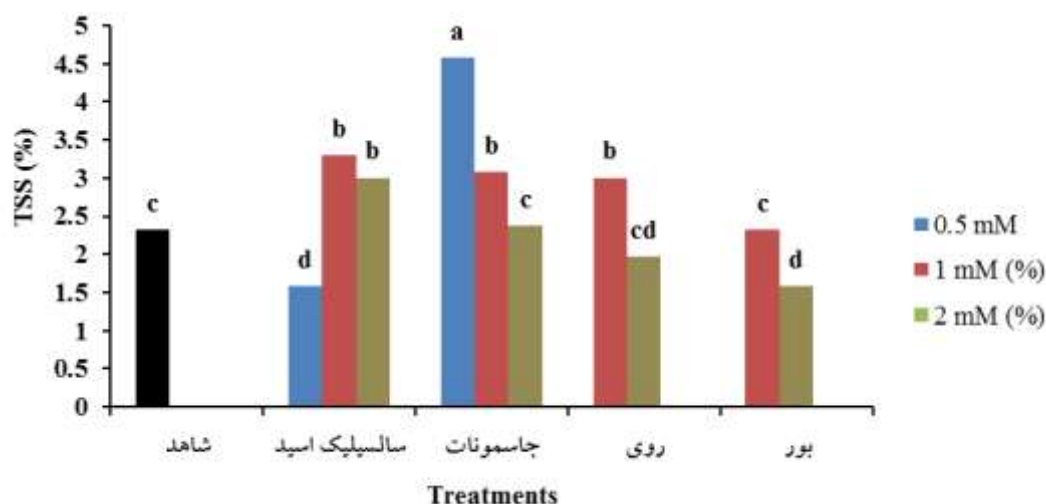 5
4.5
4
3.5
3
2.5
2
1.5
1
0.5
0
TSS (%)
c
d
b
b
a
b
c
b
cd
c
d
شاهد
سالسیلیک اسید
جاسمونات
روی
بور
Treatments
0.5 mM
1 mM (%)
2 mM (%)